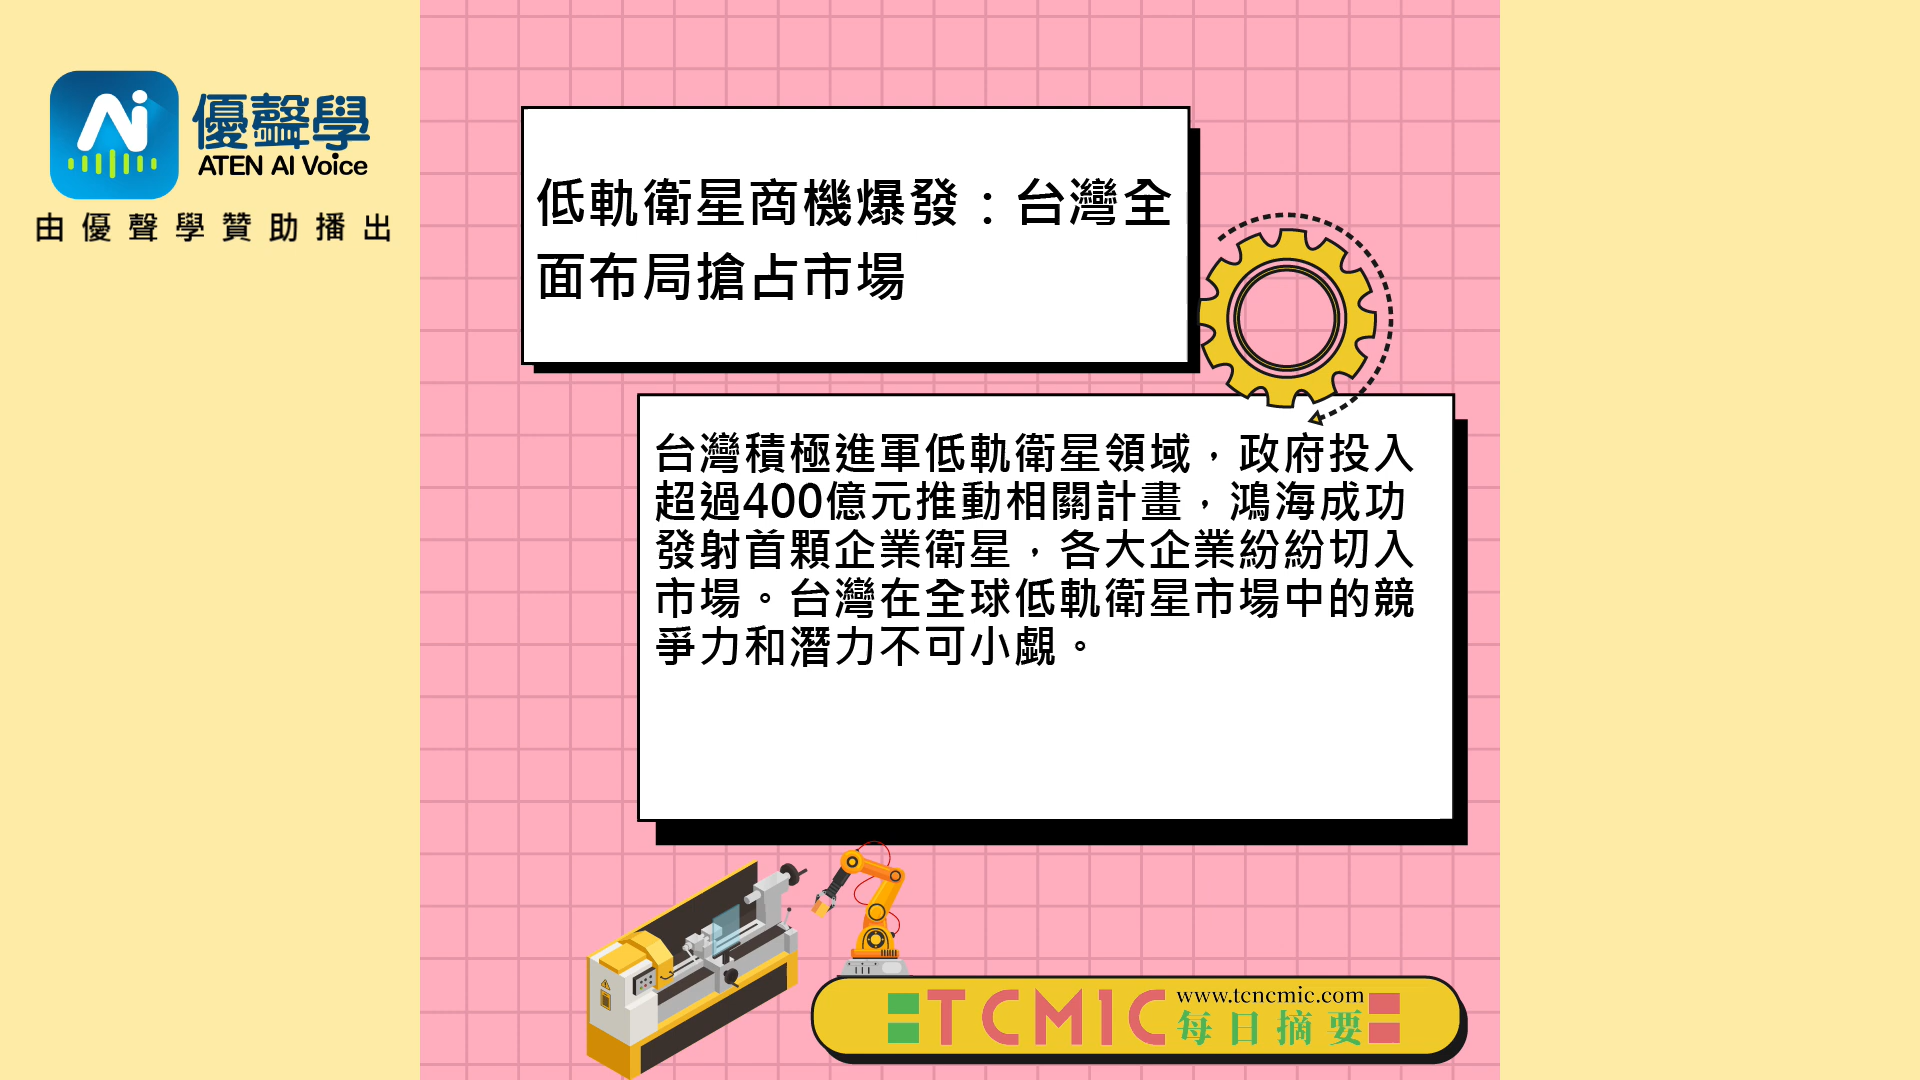 Ai 優聲學
ATEN AI Voice
由優聲學贊助播出
低軌衛星商機爆發：台灣全
面布局搶占市場
台灣積極進軍低軌衛星領域，政府投入
超過400億元推動相關計畫，鴻海成功
發射首顆企業衛星，各大企業紛紛切入
市場。台灣在全球低軌衛星市場中的競
爭力和潛力不可小覷。
TCMIC
www.tcncmic.com
每日摘要